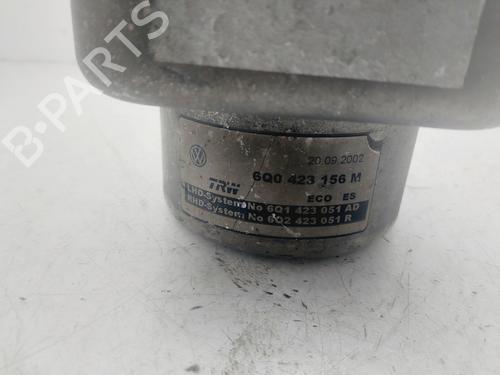 B-PARTS
20.09.2002
6Q0 423 156 M
TRW
ECO ES
LHD-System No 6Q1 423 051 AD
RHD-System No 6Q2 423 051 R